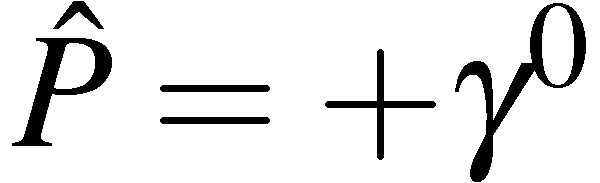 P̂ = +γ⁰